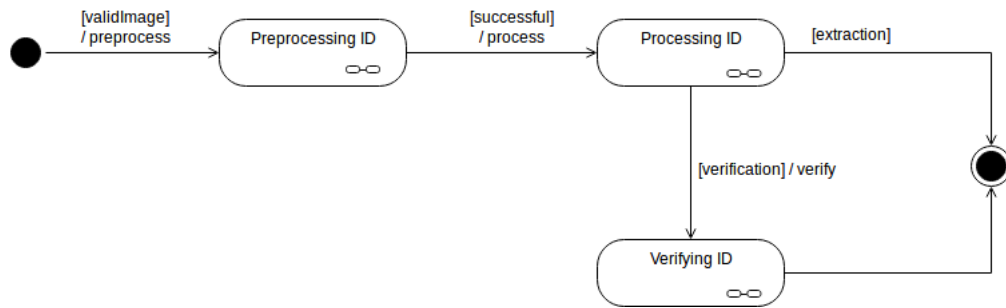 [validImage]
/ preprocess
Preprocessing ID
[successful]
/ process
Processing ID
[extraction]
[verification] / verify
Verifying ID